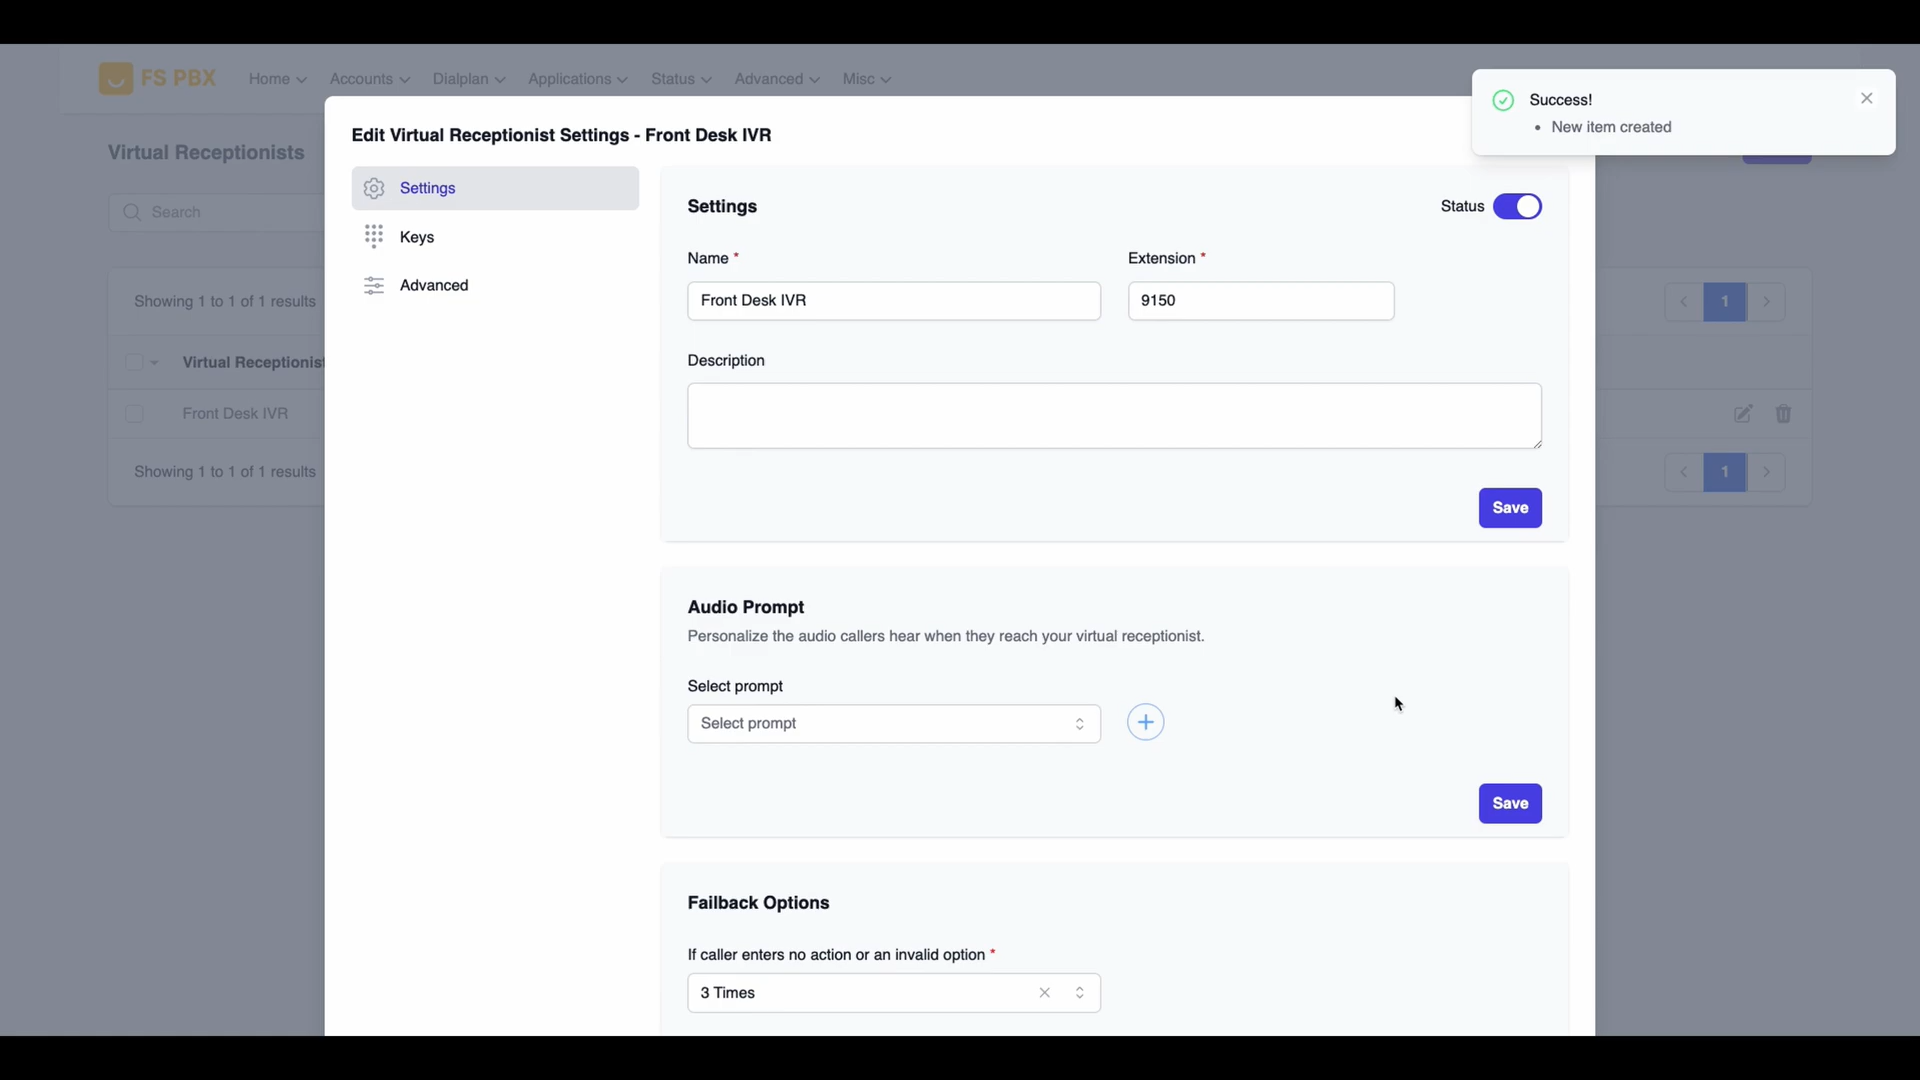 FS PBX
Home
Accounts
Dialplan
Applications
Status
Advanced
Misc
Success!
New item created
Virtual Receptionists
Search
Showing 1 to 1 of 1 results
1
Virtual Receptionist
Front Desk IVR
Showing 1 to 1 of 1 results
1
Edit Virtual Receptionist Settings - Front Desk IVR
Settings
Keys
Advanced
Settings
Status
Name *
Extension *
Front Desk IVR
9150
Description
Save
Audio Prompt
Personalize the audio callers hear when they reach your virtual receptionist.
Select prompt
Select prompt
Save
Failback Options
If caller enters no action or an invalid option *
3 Times